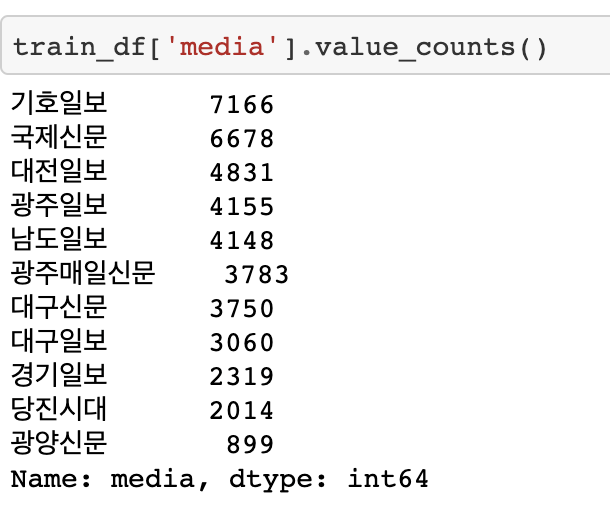 train_df['media'].value_counts()
기호일보 7166
국제신문 6678
대전일보 4831
광주일보 4155
남도일보 4148
광주매일신문 3783
대구신문 3750
대구일보 3060
경기일보 2319
당진시대 2014
광양신문 899
Name: media, dtype: int64